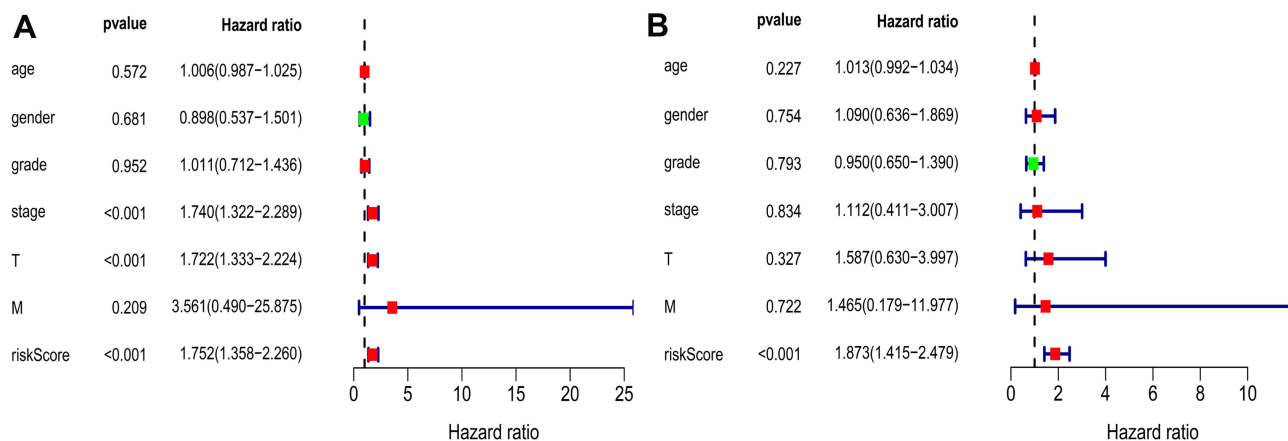 A
pvalue Hazard ratio
age 0.572 1.006(0.987−1.025)
gender 0.681 0.898(0.537−1.501)
grade 0.952 1.011(0.712−1.436)
stage <0.001 1.740(1.322−2.289)
T <0.001 1.722(1.333−2.224)
M 0.209 3.561(0.490−25.875)
riskScore <0.001 1.752(1.358−2.260)
0 5 10 15 20 25
Hazard ratio
B
pvalue Hazard ratio
age 0.227 1.013(0.992−1.034)
gender 0.754 1.090(0.636−1.869)
grade 0.793 0.950(0.650−1.390)
stage 0.834 1.112(0.411−3.007)
T 0.327 1.587(0.630−3.997)
M 0.722 1.465(0.179−11.977)
riskScore <0.001 1.873(1.415−2.479)
0 2 4 6 8 10
Hazard ratio